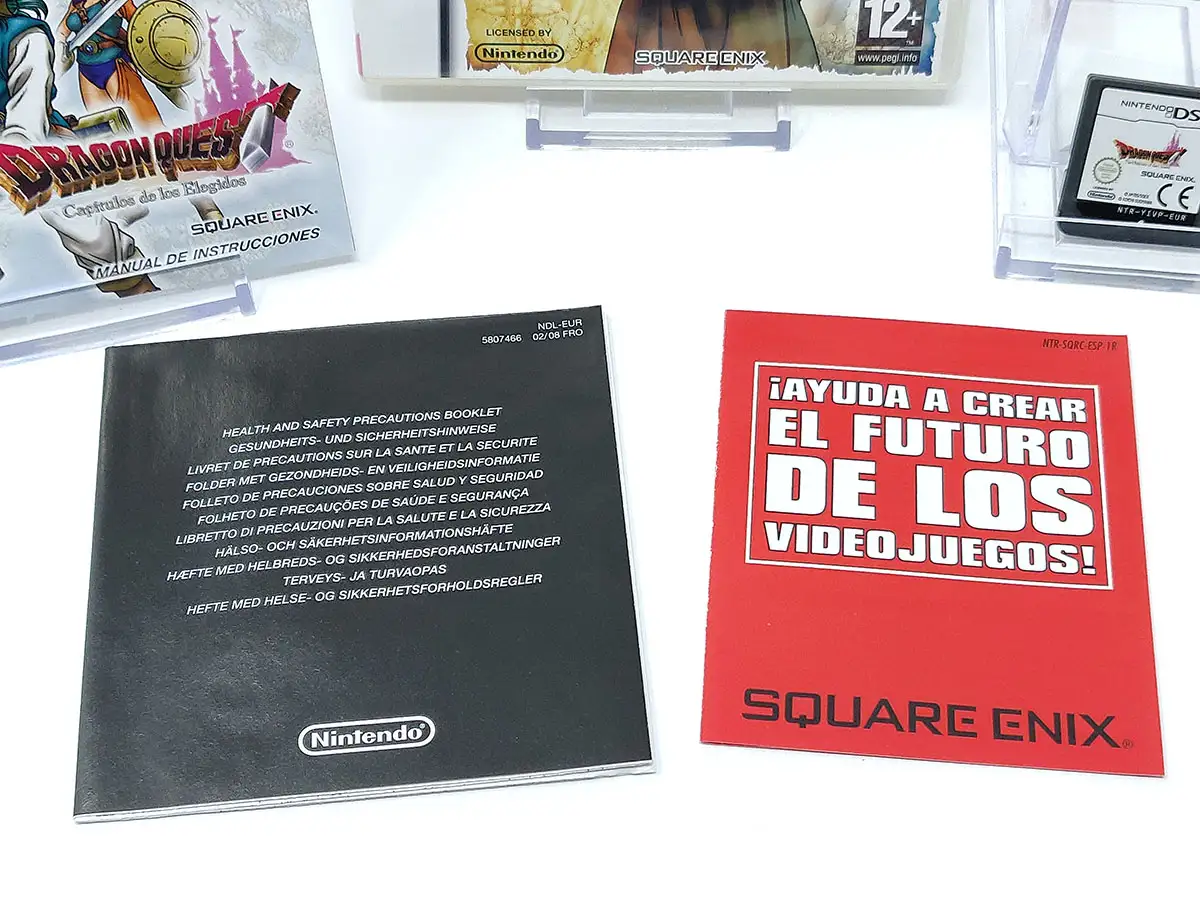 DRAGON QUEST
®
Capítulos de los Elegidos
SQUARE ENIX.
MANUAL DE INSTRUCCIONES
LICENSED BY
Nintendo
SQUARE ENIX
12+
www.pegi.info
NINTENDO DS
DRAGON QUEST
SQUARE ENIX.
Nintendo
CE
NTR-YIVP-EUR
NDL-EUR
5807466 02/08 FRO
HEALTH AND SAFETY PRECAUTIONS BOOKLET
GESUNDHEITS- UND SICHERHEITSHINWEISE
LIVRET DE PRECAUTIONS SUR LA SANTE ET LA SECURITE
FOLDER MET GEZONDHEIDS- EN VEILIGHEIDSINFORMATIE
FOLLETO DE PRECAUCIONES SOBRE SALUD Y SEGURIDAD
FOLHETO DE PRECAUÇÕES DE SAÚDE E SEGURANÇA
LIBRETTO DI PRECAUZIONI PER LA SALUTE E LA SICUREZZA
HÄLSO- OCH SÄKERHETSINFORMATIONSHÄFTE
HÆFTE MED HELBREDS- OG SIKKERHEDSFORANSTALTNINGER
TERVEYS- JA TURVAOPAS
HEFTE MED HELSE- OG SIKKERHETSFORHOLDSREGLER
Nintendo®
NTR-SQRC-ESP-1R
¡AYUDA A CREAR
EL FUTURO
DE LOS
VIDEOJUEGOS!
SQUARE ENIX®